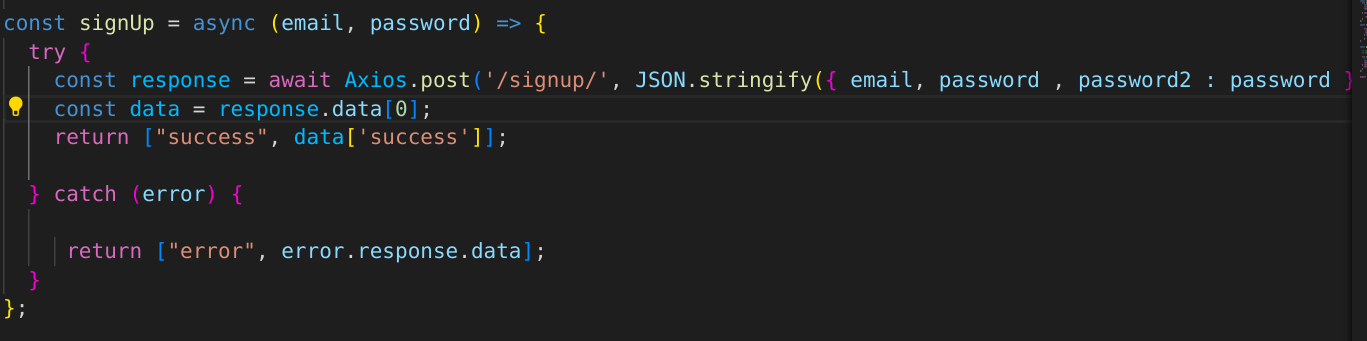 const signUp = async (email, password) => {
try {
const response = await Axios.post('/signup/', JSON.stringify({ email, password , password2 : password }
const data = response.data[0];
return ["success", data['success']];
} catch (error) {
return ["error", error.response.data];
}
};